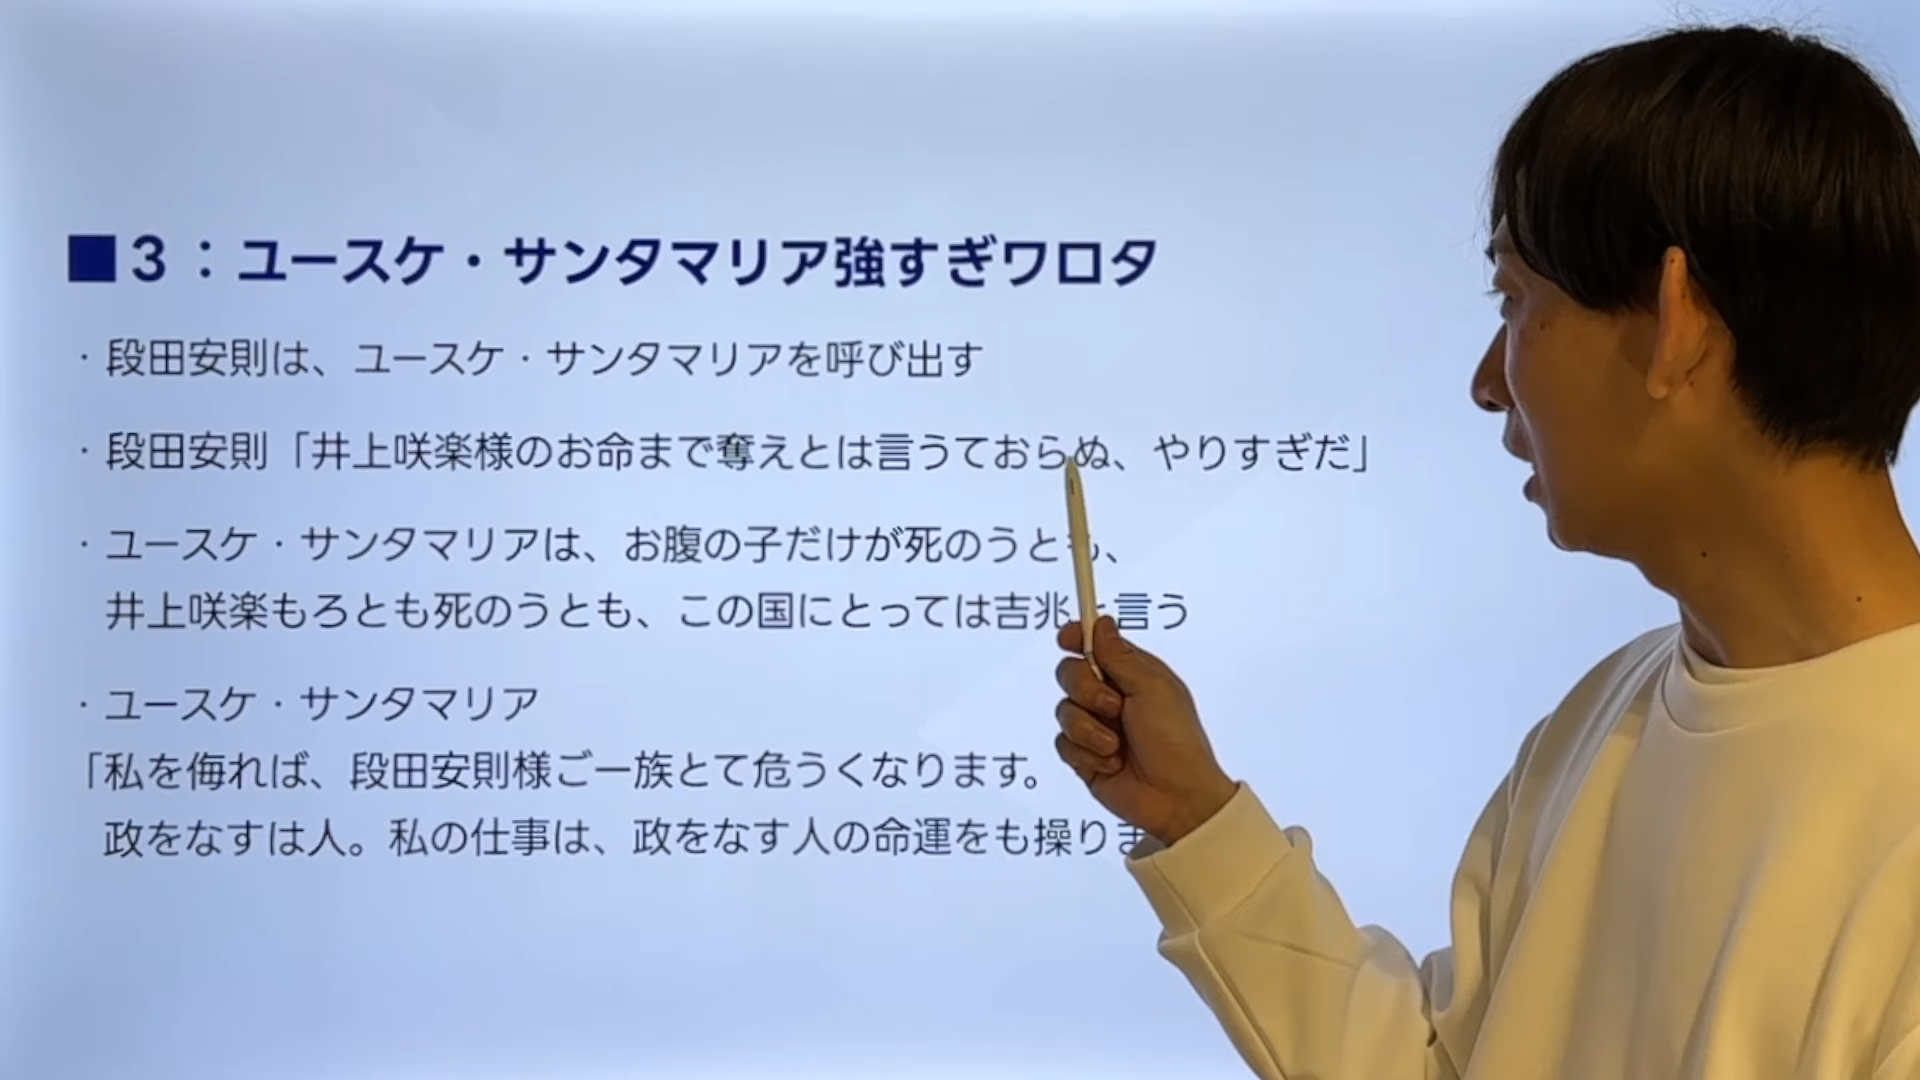 ■3：ユースケ・サンタマリア強すぎワロタ
・段田安則は、ユースケ・サンタマリアを呼び出す
・段田安則「井上咲楽様のお命まで奪えとは言うておらぬ、やりすぎだ」
・ユースケ・サンタマリアは、お腹の子だけが死のうとも、
井上咲楽もろとも死のうとも、この国にとっては吉兆と言う
・ユースケ・サンタマリア
「私を侮れば、段田安則様ご一族とて危うくなります。
政をなすは人。私の仕事は、政をなす人の命運をも操りま